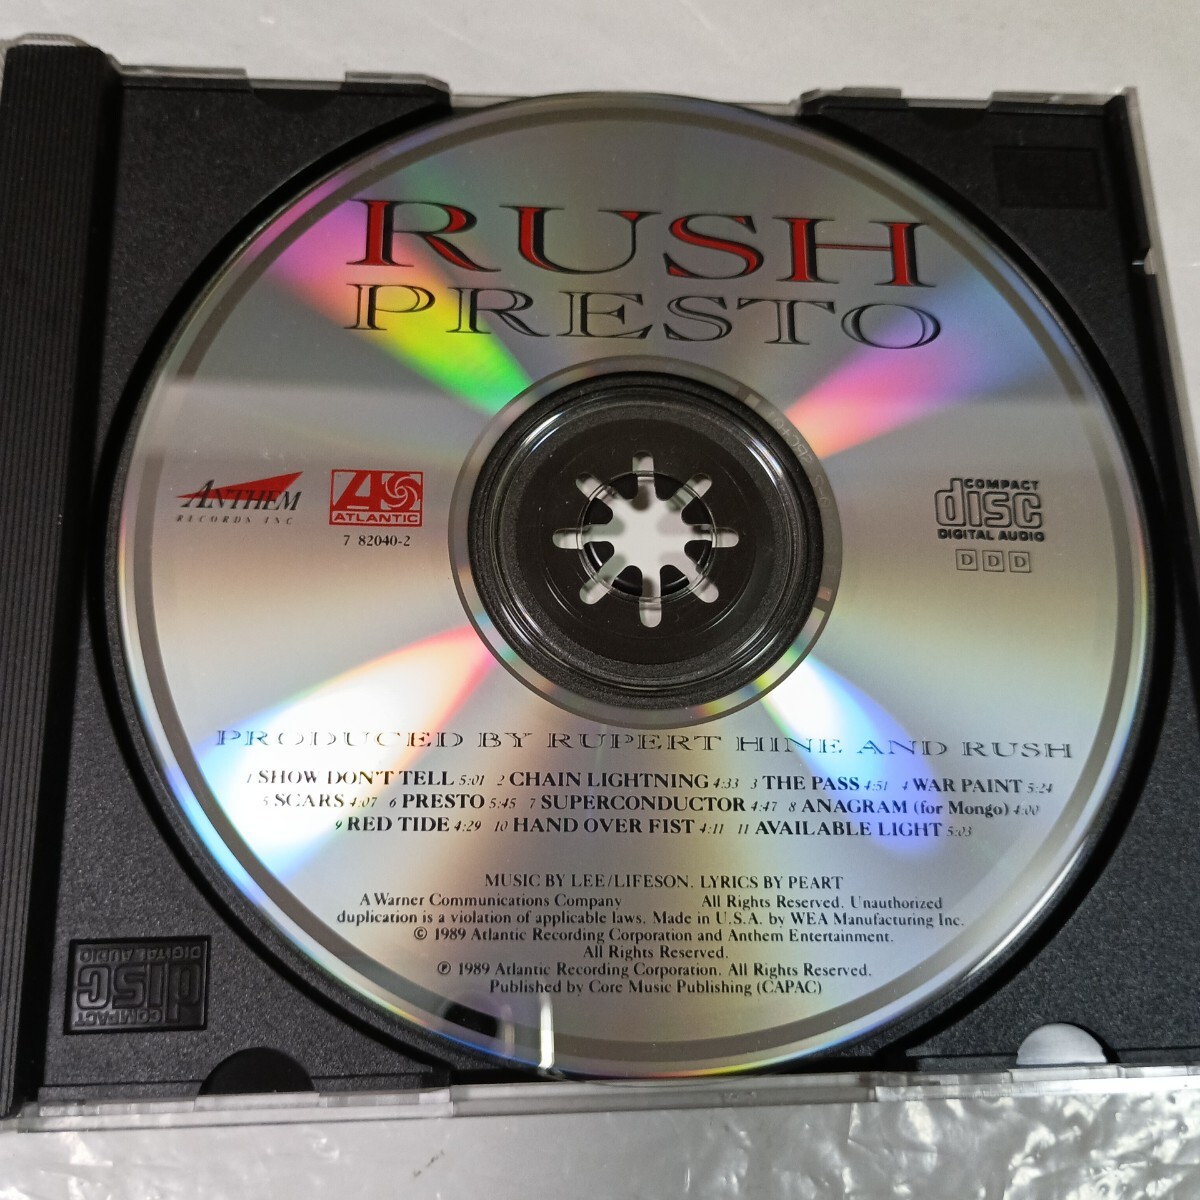 RUSH
PRESTO
ANTHEM
RECORDS INC
ATLANTIC
7 82040-2
COMPACT
disc
DIGITAL AUDIO
D D D
PRODUCED BY RUPERT HINE AND RUSH
1 SHOW DON'T TELL 5:01 2 CHAIN LIGHTNING 4:33 3 THE PASS 4:51 4 WAR PAINT 5:24
5 SCARS 4:07 6 PRESTO 5:45 7 SUPERCONDUCTOR 4:47 8 ANAGRAM (for Mongo) 4:00
9 RED TIDE 4:29 10 HAND OVER FIST 4:11 11 AVAILABLE LIGHT 5:03
MUSIC BY LEE/LIFESON. LYRICS BY PEART
A Warner Communications Company All Rights Reserved. Unauthorized
duplication is a violation of applicable laws. Made in U.S.A. by WEA Manufacturing Inc.
© 1989 Atlantic Recording Corporation and Anthem Entertainment.
All Rights Reserved.
℗ 1989 Atlantic Recording Corporation. All Rights Reserved.
Published by Core Music Publishing (CAPAC)
COMPACT
disc
DIGITAL AUDIO